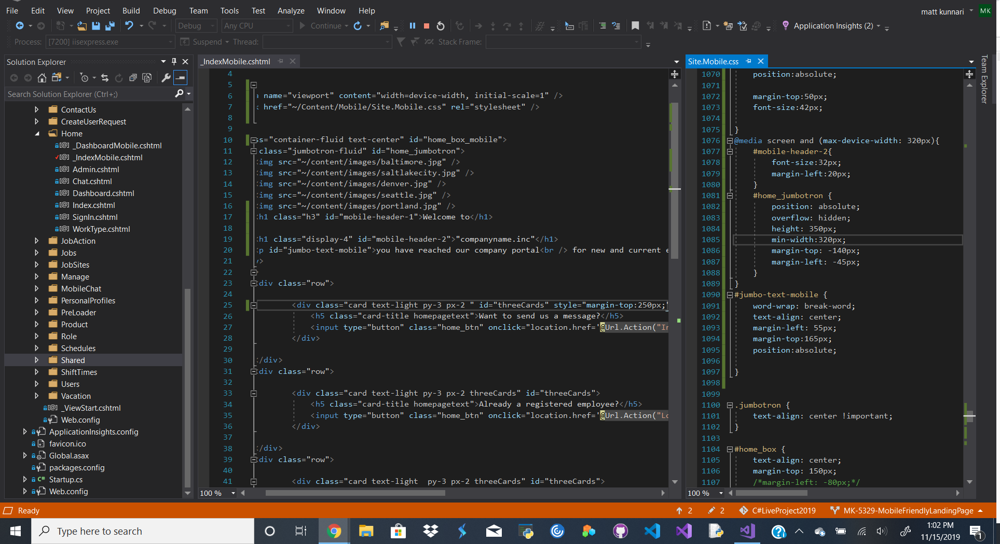 File Edit View Project Build Debug Team Tools Test Analyze Window Help
matt kunnari MK
Debug Any CPU Continue Application Insights (2)
Process: [7200] iisexpress.exe Suspend Thread: Stack Frame:
Solution Explorer
Search Solution Explorer (Ctrl+;)
ContactUs
CreateUserRequest
Home
_DashboardMobile.cshtml
_IndexMobile.cshtml
Admin.cshtml
Chat.cshtml
Dashboard.cshtml
Index.cshtml
SignIn.cshtml
WorkType.cshtml
JobAction
Jobs
JobSites
Manage
MobileChat
PersonalProfiles
PreLoader
Product
Role
Schedules
Shared
ShiftTimes
Users
Vacation
_ViewStart.cshtml
Web.config
ApplicationInsights.config
favicon.ico
Global.asax
packages.config
C# Startup.cs
Web.config
_IndexMobile.cshtml
4
5
6 a name="viewport" content="width=device-width, initial-scale=1" />
7 k href="~/Content/Mobile/Site.Mobile.css" rel="stylesheet" />
8
9
10 ss="container-fluid text-center" id="home_box_mobile">
11 class="jumbotron-fluid" id="home_jumbotron">
12 <img src="~/content/images/baltimore.jpg" />
13 <img src="~/content/images/saltlakecity.jpg" />
14 <img src="~/content/images/denver.jpg" />
15 <img src="~/content/images/seattle.jpg" />
16 <img src="~/content/images/portland.jpg" />
17 <h1 class="h3" id="mobile-header-1">Welcome to</h1>
18
19 <h1 class="display-4" id="mobile-header-2">"companyname.inc"</h1>
20 <p id="jumbo-text-mobile">you have reached our company portal<br /> for new and current e
21 />
22 >
23 <div class="row">
24
25 <div class="card text-light py-3 px-2 " id="threeCards" style="margin-top:250px;"
26 <h5 class="card-title homepagetext">Want to send us a message?</h5>
27 <input type="button" class="home_btn" onclick="location.href='@Url.Action("In
28 </div>
29
30 </div>
31 <div class="row">
32
33 <div class="card text-light py-3 px-2 threeCards" id="threeCards">
34 <h5 class="card-title homepagetext">Already a registered employee?</h5>
35 <input type="button" class="home_btn" onclick="location.href='@Url.Action("Lo
36 </div>
37
38 </div>
39 <div class="row">
40
41 <div class="card text-light  py-3 px-2 threeCards" id="threeCards">
100 %
Site.Mobile.css
1070 position:absolute;
1071
1072 margin-top:50px;
1073 font-size:42px;
1074
1075 }
1076 @media screen and (max-device-width: 320px){
1077 #mobile-header-2{
1078 font-size:32px;
1079 margin-left:20px;
1080 }
1081 #home_jumbotron {
1082 position: absolute;
1083 overflow: hidden;
1084 height: 350px;
1085 min-width:320px;
1086 margin-top: -140px;
1087 margin-left: -45px;
1088 }
1089 }
1090 #jumbo-text-mobile {
1091 word-wrap: break-word;
1092 text-align: center;
1093 margin-left: 55px;
1094 margin-top:165px;
1095 position:absolute;
1096
1097 }
1098
1099
1100 .jumbotron {
1101 text-align: center !important;
1102 }
1103
1104 #home_box {
1105 text-align: center;
1106 margin-top: 150px;
1107 /*margin-left: -80px;*/
100 %
Team Explorer
Ready 2 2 C#LiveProject2019 MK-5329-MobileFriendlyLandingPage
Type here to search
1:02 PM
11/15/2019
1